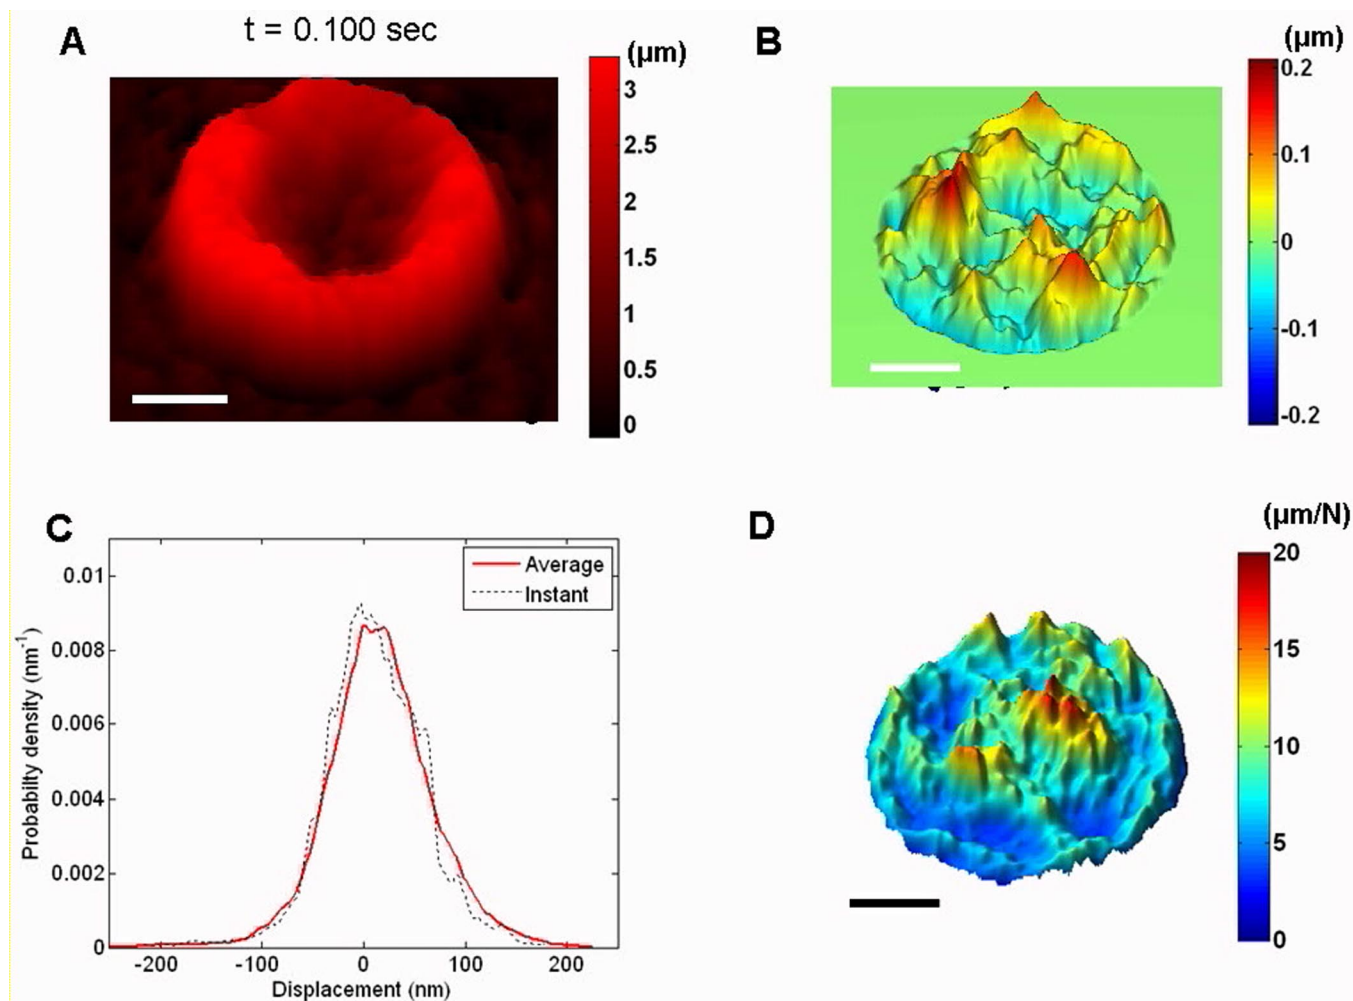 A
t = 0.100 sec
(μm)
3
2.5
2
1.5
1
0.5
0
B
(μm)
0.2
0.1
0
-0.1
-0.2
C
Average
Instant
0.01
0.008
0.006
0.004
0.002
0
Probabilty density (nm-1)
-200 -100 0 100 200
Displacement (nm)
D
(μm/N)
20
15
10
5
0